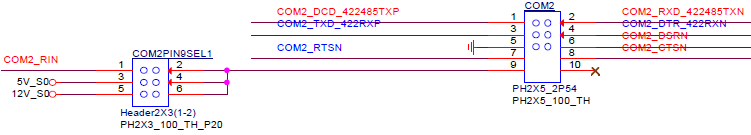 COM2
COM2_DCD_422485TXP 1 2 COM2_RXD_422485TXN
COM2_TXD_422RXP 3 4 COM2_DTR_422RXN
5 6 COM2_DSRN
COM2_RTSN 7 8 COM2_CTSN
9 10
PH2X5_2P54
PH2X5_100_TH
COM2PIN9SEL1
COM2_RIN 1 2
5V_S0 3 4
12V_S0 5 6
Header2X3(1-2)
PH2X3_100_TH_P20